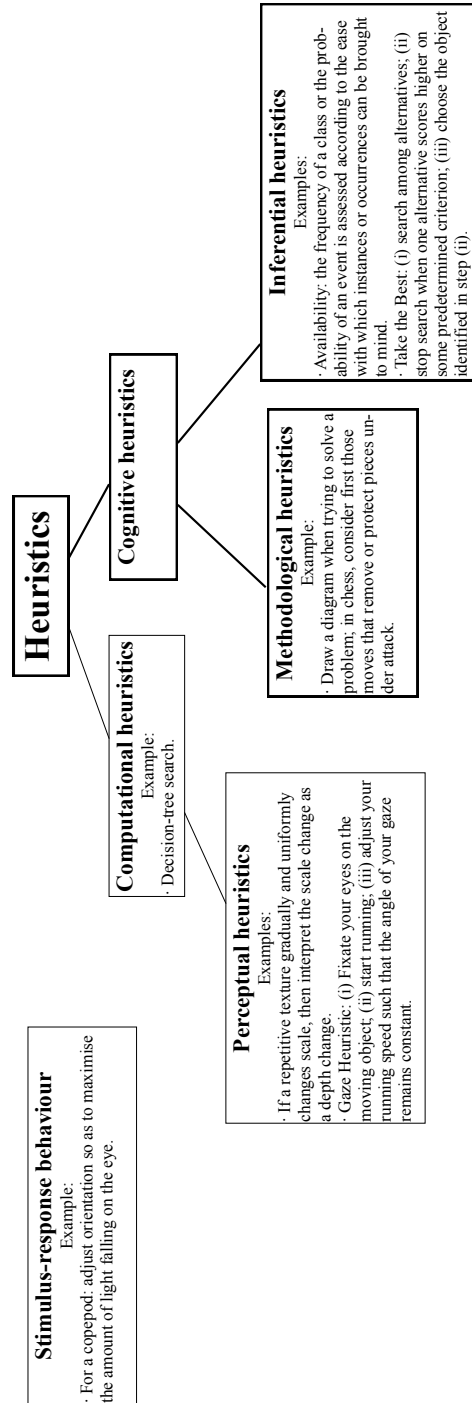 Heuristics
Stimulus-response behaviour
Example:
· For a copepod: adjust orientation so as to maximise
the amount of light falling on the eye.
Computational heuristics
Example:
· Decision-tree search.
Cognitive heuristics
Perceptual heuristics
Examples:
· If a repetitive texture gradually and uniformly
changes scale, then interpret the scale change as
a depth change.
· Gaze Heuristic: (i) Fixate your eyes on the
moving object; (ii) start running; (iii) adjust your
running speed such that the angle of your gaze
remains constant.
Methodological heuristics
Example:
· Draw a diagram when trying to solve a
problem; in chess, consider first those
moves that remove or protect pieces un-
der attack.
Inferential heuristics
Examples:
· Availability: the frequency of a class or the prob-
ability of an event is assessed according to the ease
with which instances or occurrences can be brought
to mind.
· Take the Best: (i) search among alternatives; (ii)
stop search when one alternative scores higher on
some predetermined criterion; (iii) choose the object
identified in step (ii).